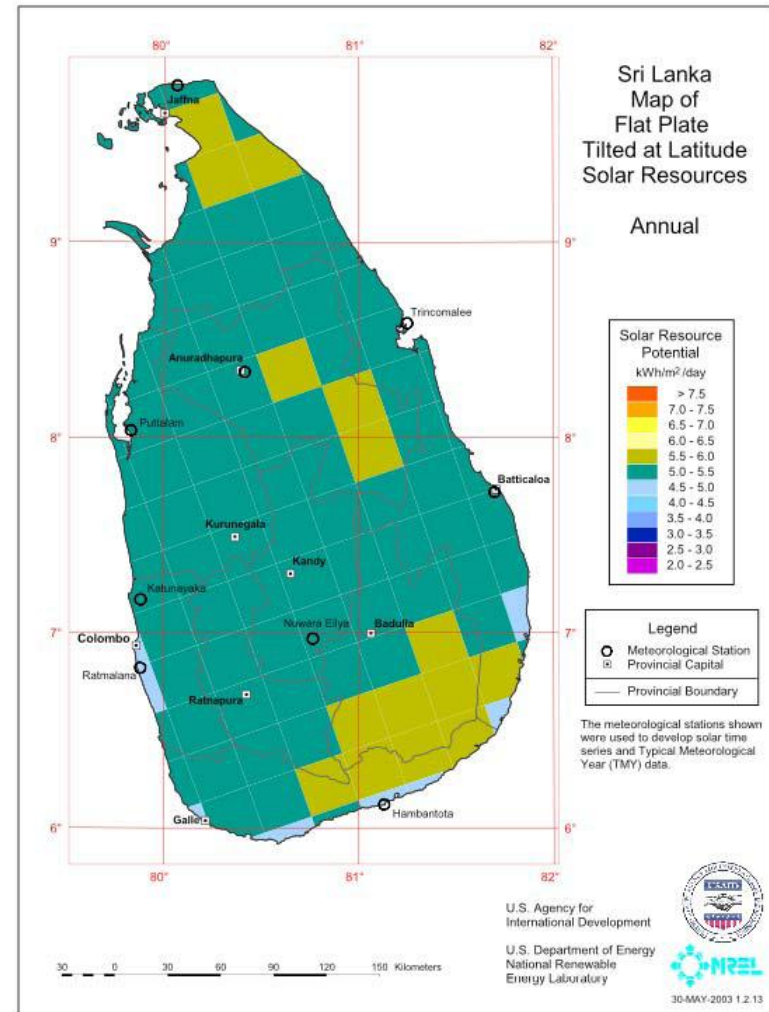 Sri Lanka
Map of
Flat Plate
Tilted at Latitude
Solar Resources
Annual
80°
81°
82°
Jaffna
9°
9°
Trincomalee
Anuradhapura
8°
8°
Puttalam
Batticaloa
Kurunegala
Kandy
Katunayaka
Nuwara Eilya
Badulla
7°
7°
Colombo
Ratmalana
Ratnapura
Hambantota
Galle
6°
6°
80°
81°
82°
Solar Resource
Potential
kWh/m²/day
> 7.5
7.0 - 7.5
6.5 - 7.0
6.0 - 6.5
5.5 - 6.0
5.0 - 5.5
4.5 - 5.0
4.0 - 4.5
3.5 - 4.0
3.0 - 3.5
2.5 - 3.0
2.0 - 2.5
Legend
Meteorological Station
Provincial Capital
Provincial Boundary
The meteorological stations shown
were used to develop solar time
series and Typical Meteorological
Year (TMY) data.
U.S. Agency for
International Development
U.S. Department of Energy
National Renewable
Energy Laboratory
USAID
NREL
30 0 30 60 90 120 150 Kilometers
30-MAY-2003 1.2.13